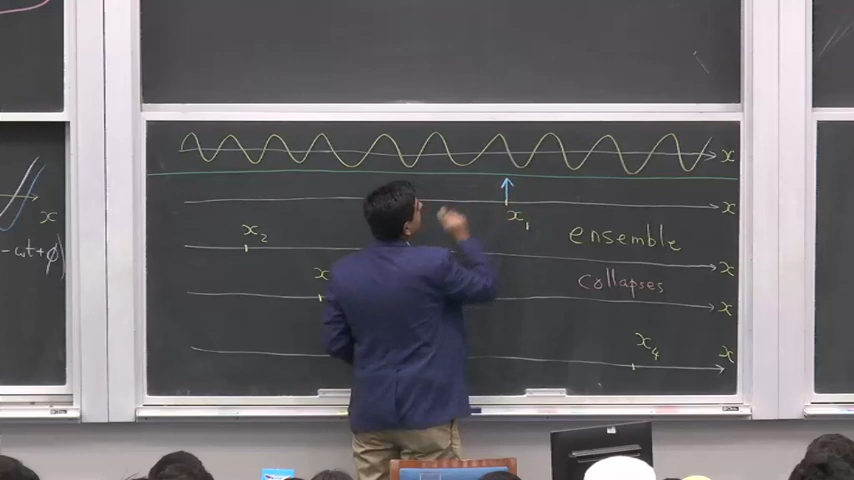 x
x
x₁
x
-ωt+φ)
x₂
ensemble
x
x
collapses
x
x₄
x